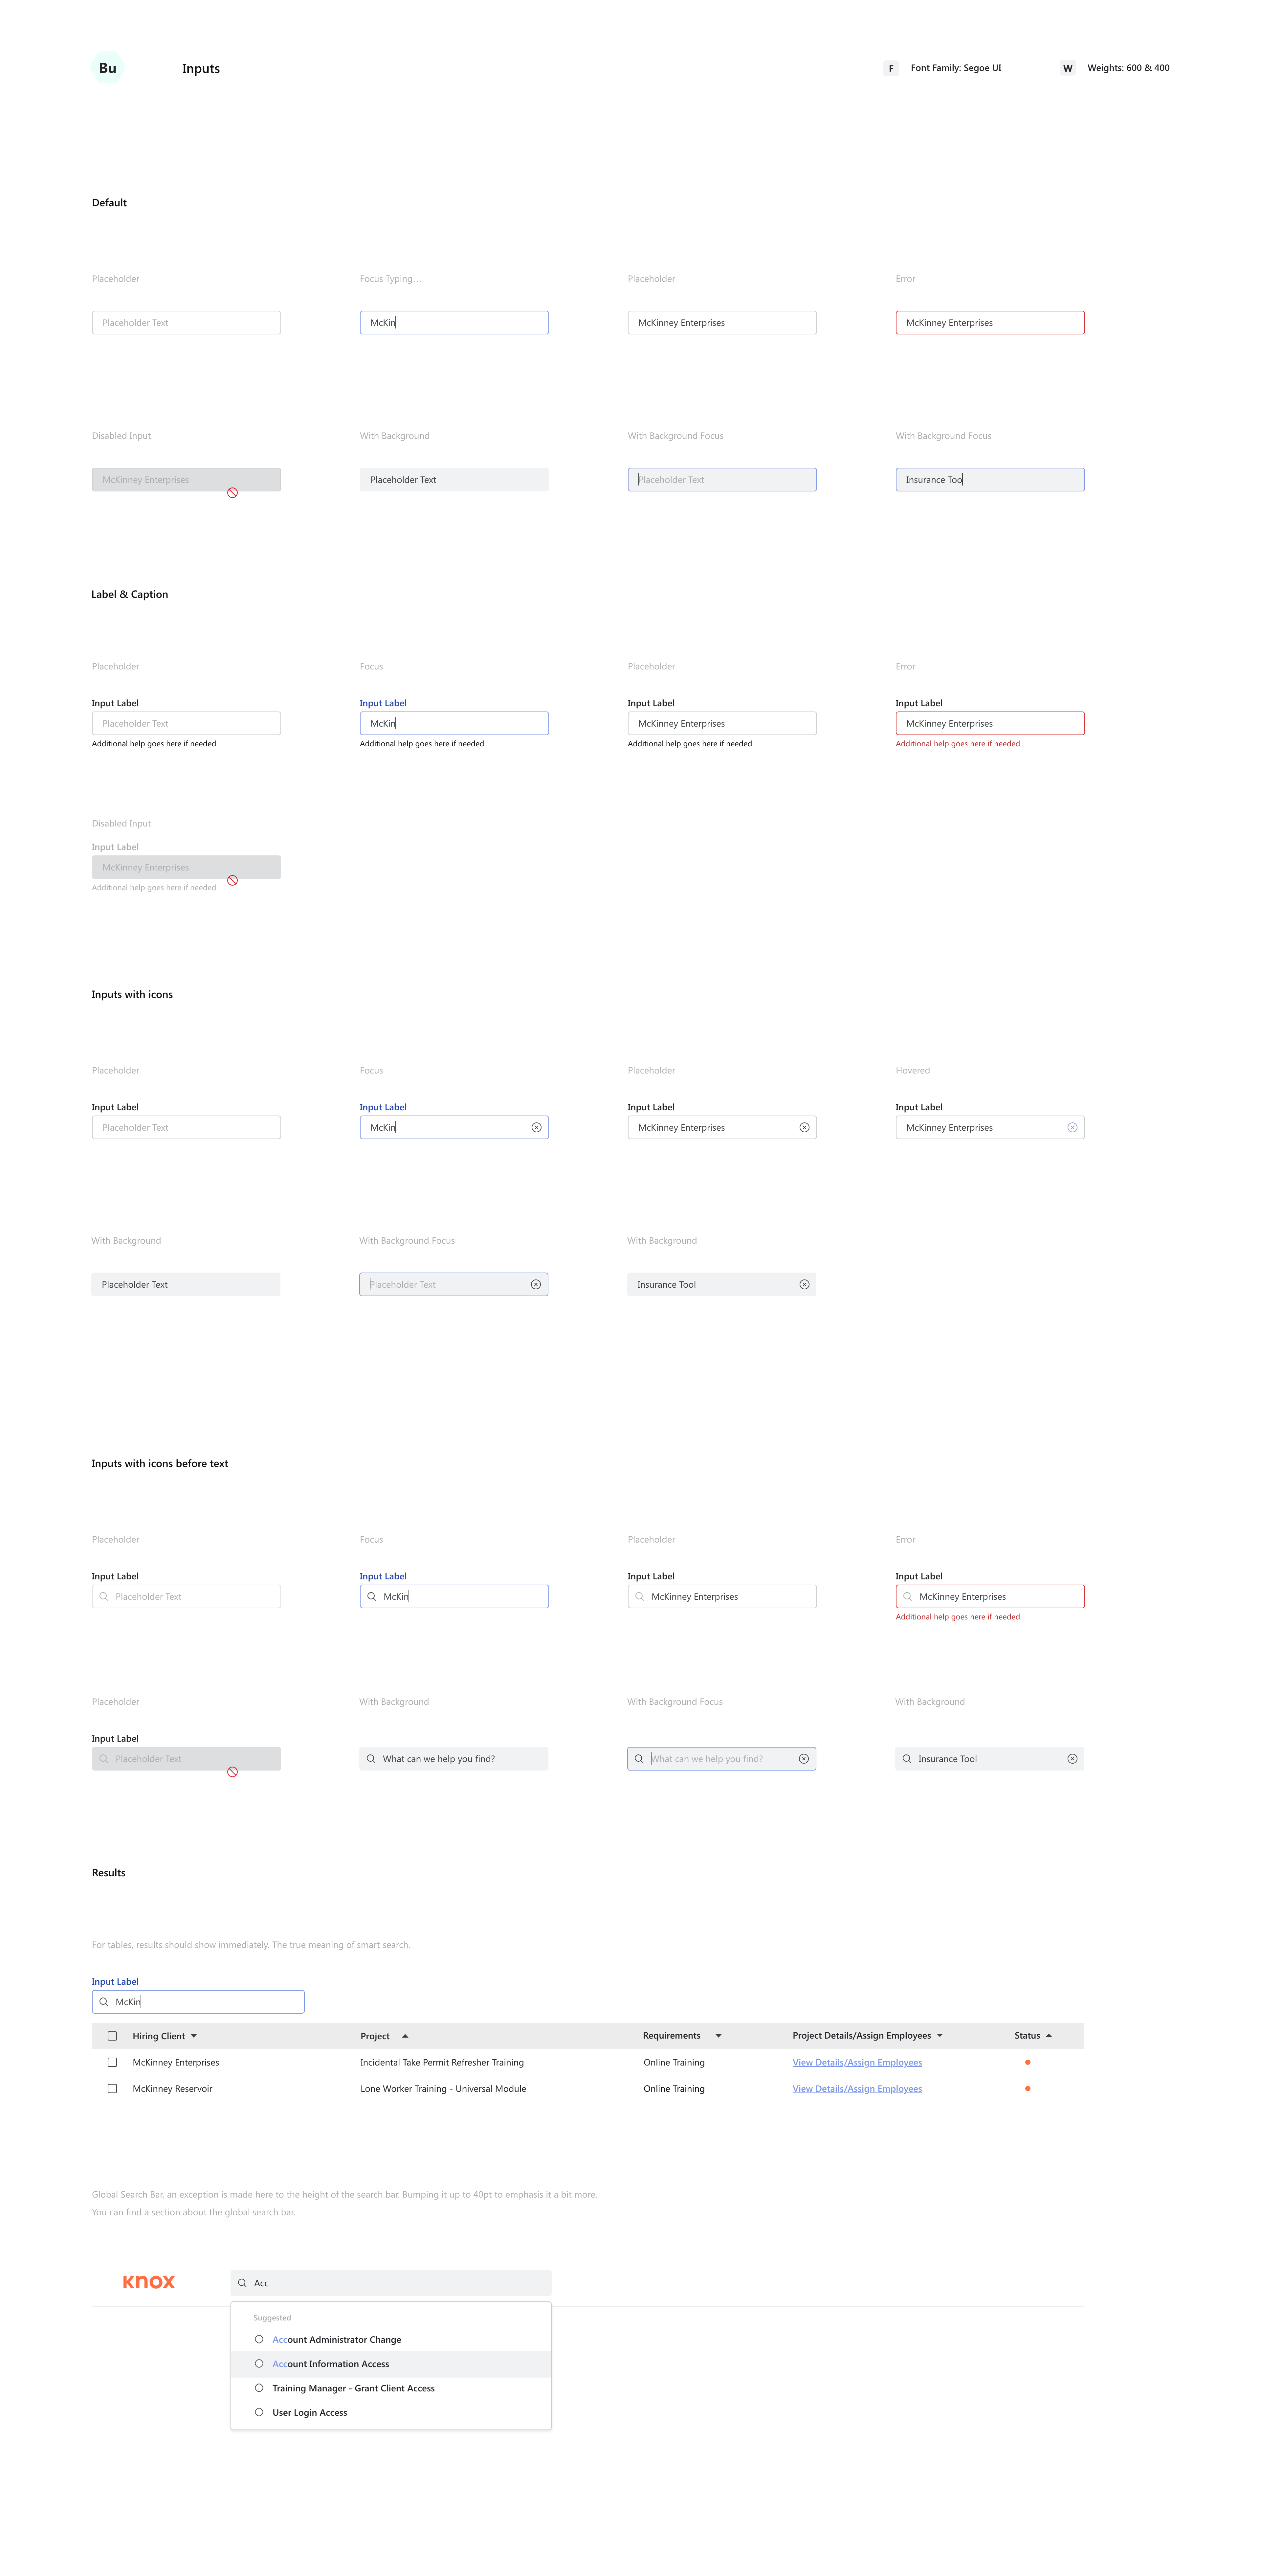 Bu
Inputs
F Font Family: Segoe UI
W Weights: 600 & 400
Default
Placeholder Focus Typing... Placeholder Error
Placeholder Text McKin McKinney Enterprises McKinney Enterprises
Disabled Input With Background With Background Focus With Background Focus
McKinney Enterprises Placeholder Text Placeholder Text Insurance Too
Label & Caption
Placeholder Focus Placeholder Error
Input Label Input Label Input Label Input Label
Placeholder Text McKin McKinney Enterprises McKinney Enterprises
Additional help goes here if needed. Additional help goes here if needed. Additional help goes here if needed. Additional help goes here if needed.
Disabled Input
Input Label
McKinney Enterprises
Additional help goes here if needed.
Inputs with icons
Placeholder Focus Placeholder Hovered
Input Label Input Label Input Label Input Label
Placeholder Text McKin McKinney Enterprises McKinney Enterprises
With Background With Background Focus With Background
Placeholder Text Placeholder Text Insurance Tool
Inputs with icons before text
Placeholder Focus Placeholder Error
Input Label Input Label Input Label Input Label
Placeholder Text McKin McKinney Enterprises McKinney Enterprises
Additional help goes here if needed.
Placeholder With Background With Background Focus With Background
Input Label
Placeholder Text What can we help you find? What can we help you find? Insurance Tool
Results
For tables, results should show immediately. The true meaning of smart search.
Input Label
McKin
Hiring Client Project Requirements Project Details/Assign Employees Status
McKinney Enterprises Incidental Take Permit Refresher Training Online Training View Details/Assign Employees
McKinney Reservoir Lone Worker Training - Universal Module Online Training View Details/Assign Employees
Global Search Bar, an exception is made here to the height of the search bar. Bumping it up to 40pt to emphasis it a bit more.
You can find a section about the global search bar.
KNOX
Acc
Suggested
Account Administrator Change
Account Information Access
Training Manager - Grant Client Access
User Login Access